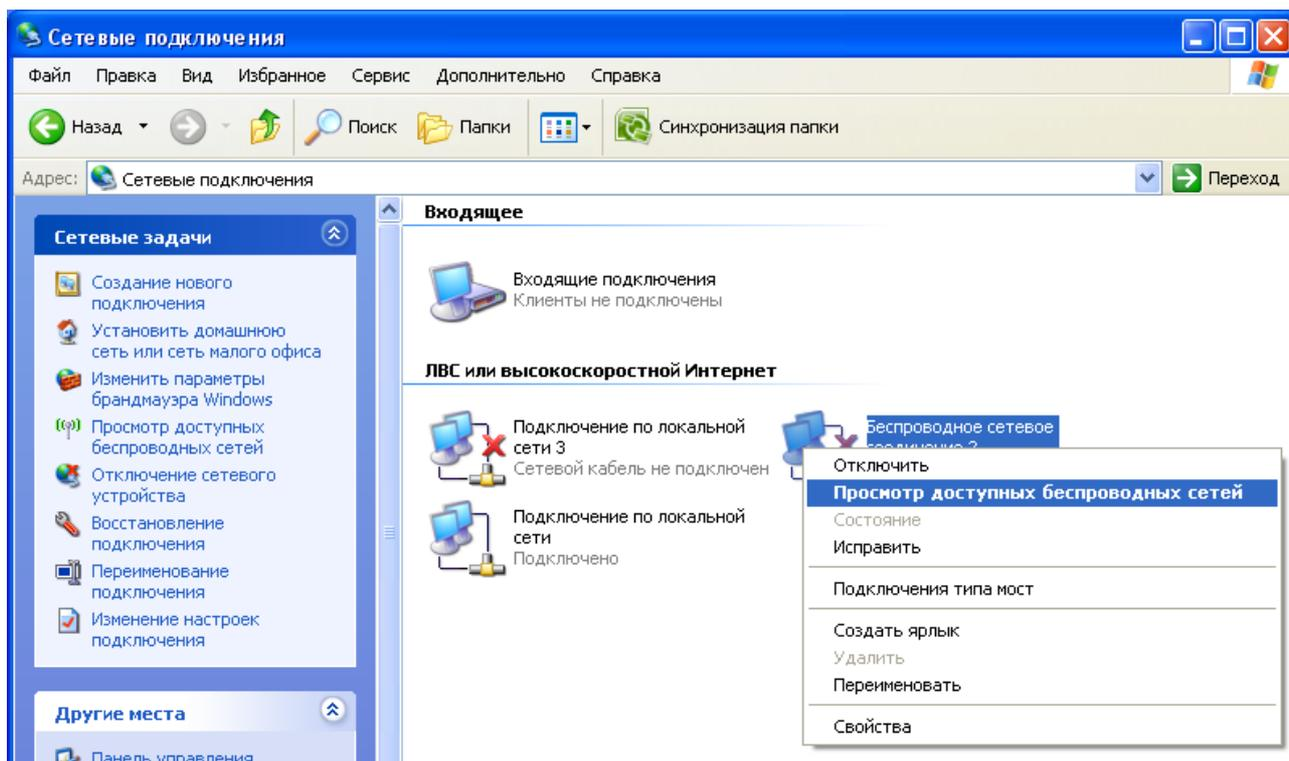 Сетевые подключения
Файл Правка Вид Избранное Сервис Дополнительно Справка
Назад Поиск Папки Синхронизация папки
Адрес: Сетевые подключения Переход
Сетевые задачи
Создание нового
подключения
Установить домашнюю
сеть или сеть малого офиса
Изменить параметры
брандмауэра Windows
Просмотр доступных
беспроводных сетей
Отключение сетевого
устройства
Восстановление
подключения
Переименование
подключения
Изменение настроек
подключения
Другие места
Панель управления
Входящее
Входящие подключения
Клиенты не подключены
ЛВС или высокоскоростной Интернет
Подключение по локальной
сети 3
Сетевой кабель не подключен
Беспроводное сетевое
соединение 2
Подключение по локальной
сети
Подключено
Отключить
Просмотр доступных беспроводных сетей
Состояние
Исправить
Подключения типа мост
Создать ярлык
Удалить
Переименовать
Свойства